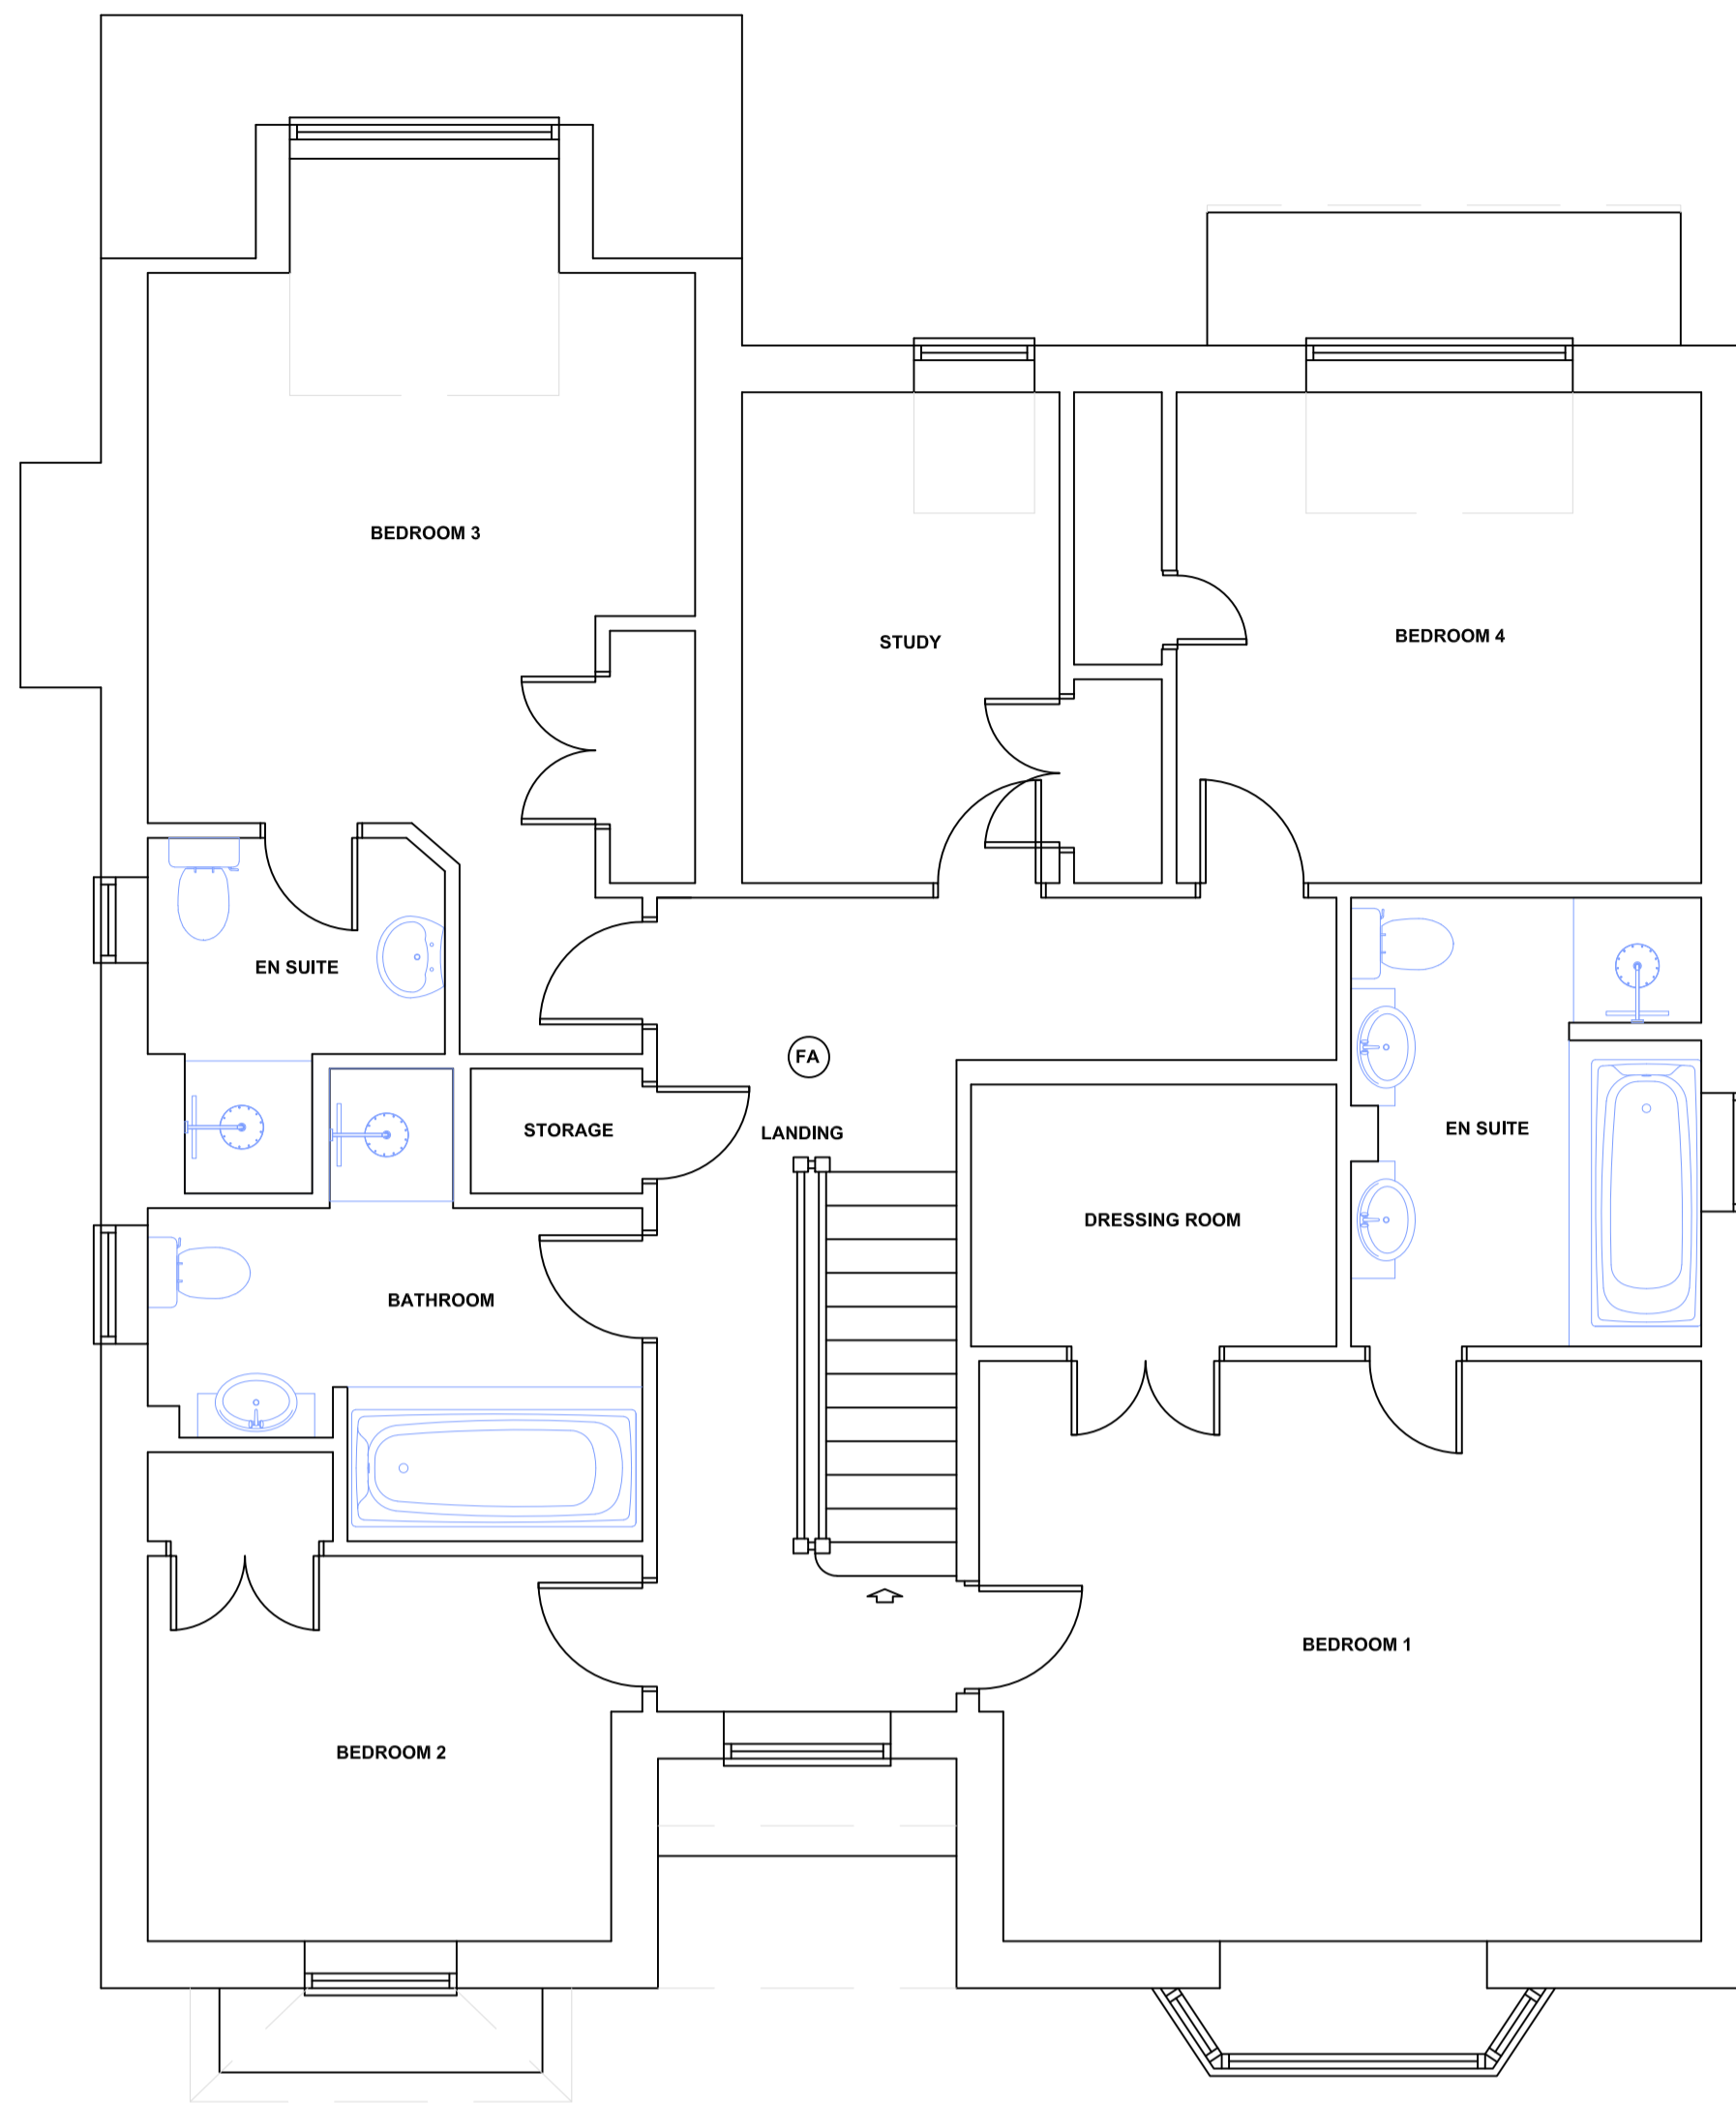 BEDROOM 3
STUDY
BEDROOM 4
EN SUITE
FA
STORAGE
LANDING
EN SUITE
DRESSING ROOM
BATHROOM
BEDROOM 1
BEDROOM 2